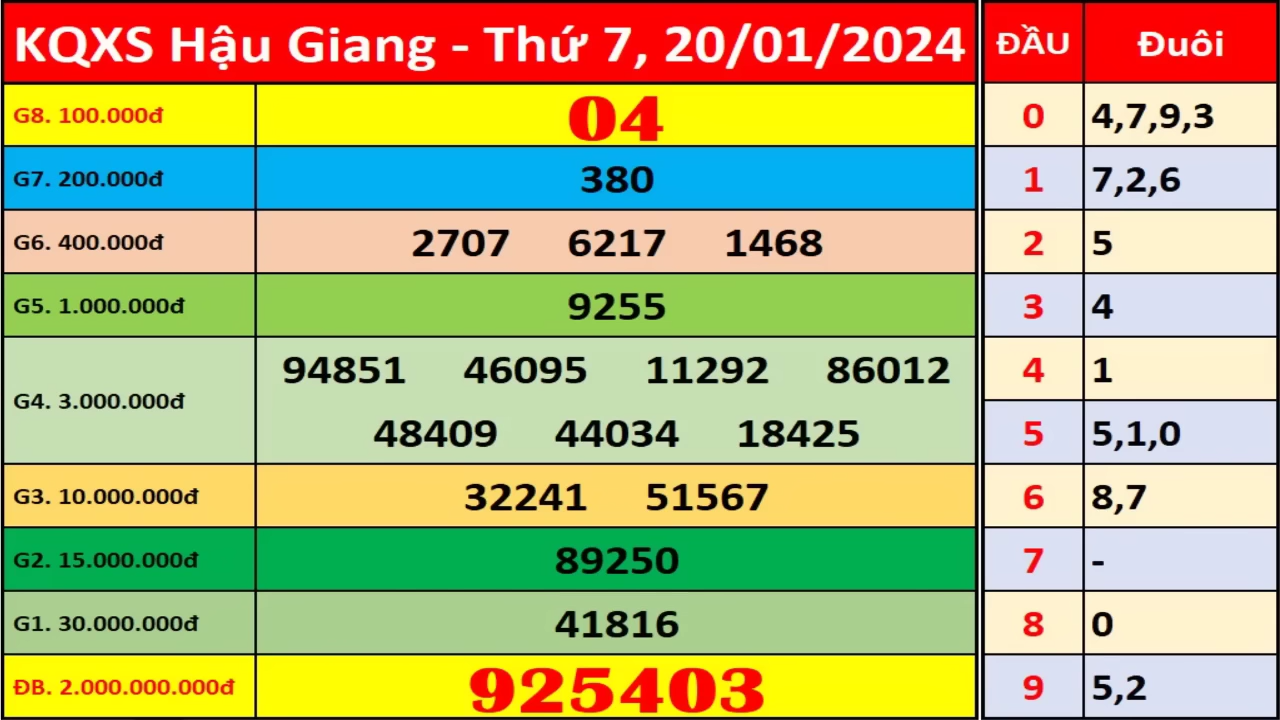 KQXS Hậu Giang - Thứ 7, 20/01/2024
G8. 100.000đ 04
G7. 200.000đ 380
G6. 400.000đ 2707 6217 1468
G5. 1.000.000đ 9255
G4. 3.000.000đ 94851 46095 11292 86012
48409 44034 18425
G3. 10.000.000đ 32241 51567
G2. 15.000.000đ 89250
G1. 30.000.000đ 41816
ĐB. 2.000.000.000đ 925403
ĐẦU Đuôi
0 4,7,9,3
1 7,2,6
2 5
3 4
4 1
5 5,1,0
6 8,7
7 -
8 0
9 5,2